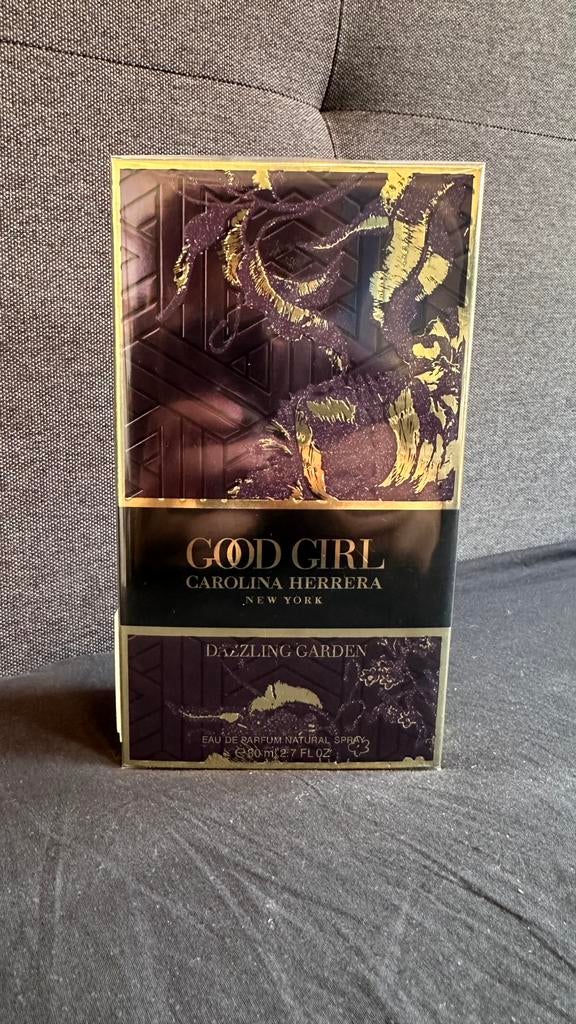 GOOD GIRL
CAROLINA HERRERA
NEW YORK
DAZZLING GARDEN
EAU DE PARFUM NATURAL SPRAY
℮ 80 ml 2.7 FL OZ